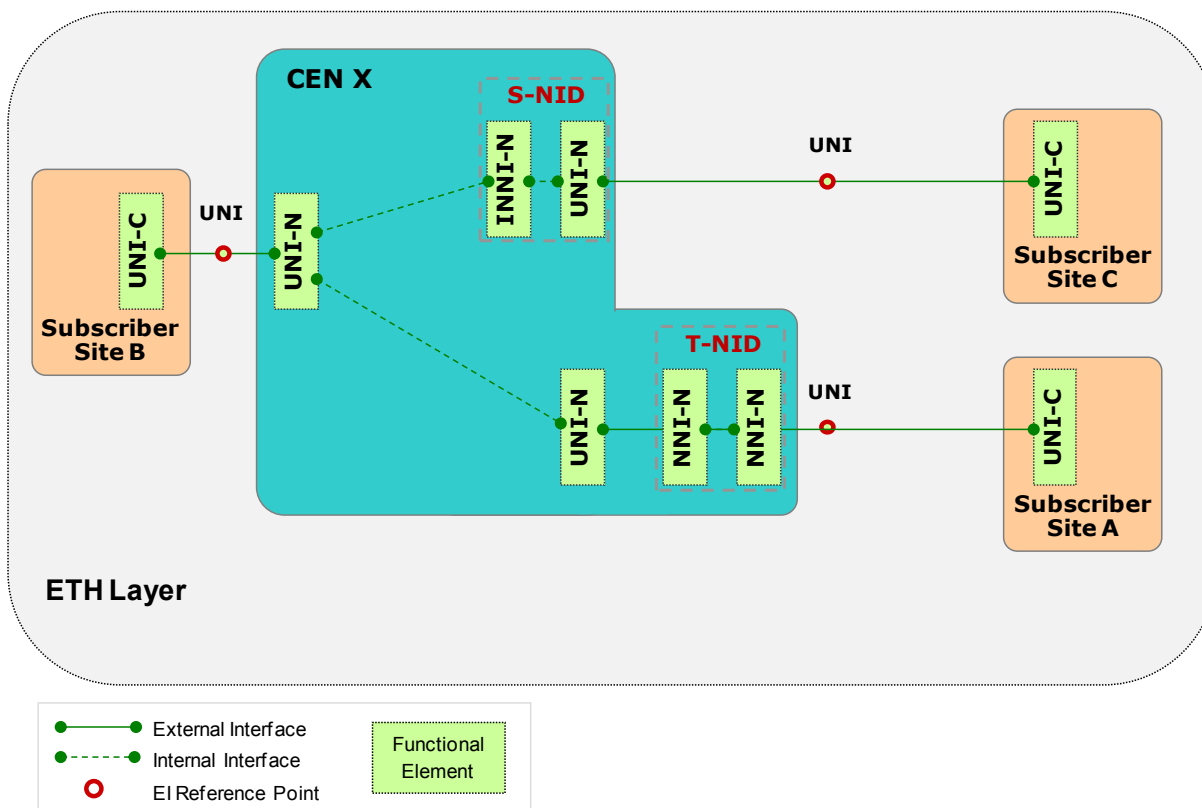 CEN X
S-NID
INNI-N
UNI-N
UNI
UNI-C
Subscriber
Site C
UNI-C
Subscriber
Site B
UNI
UNI-N
T-NID
UNI-N
NNI-N
NNI-N
UNI
UNI-C
Subscriber
Site A
ETH Layer
External Interface
Internal Interface
EI Reference Point
Functional
Element